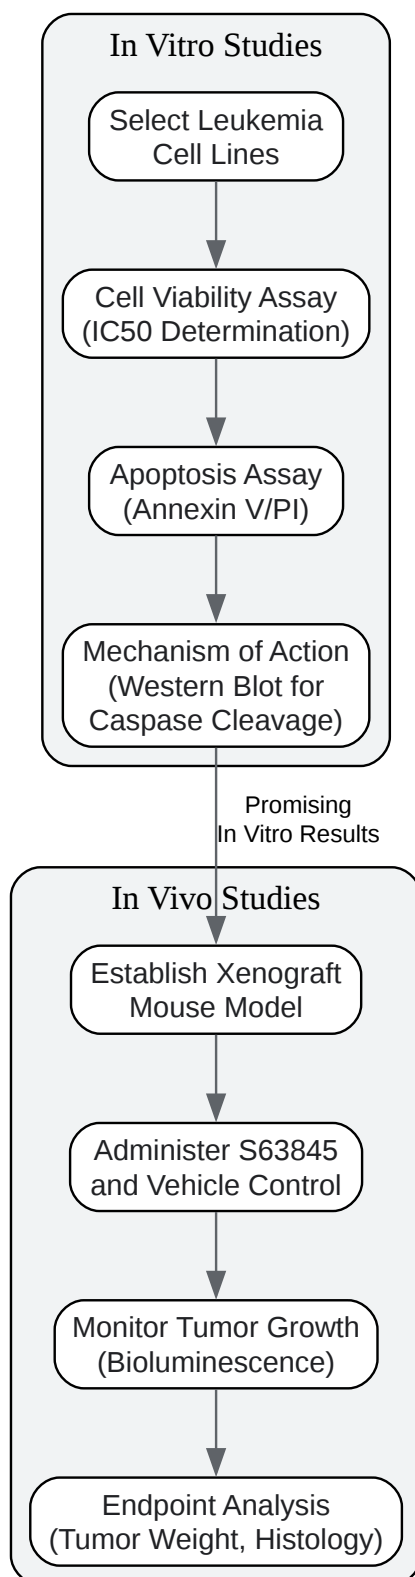 In Vitro Studies
Select Leukemia
Cell Lines
Cell Viability Assay
(IC50 Determination)
Apoptosis Assay
(Annexin V/PI)
Mechanism of Action
(Western Blot for
Caspase Cleavage)
Promising
In Vitro Results
In Vivo Studies
Establish Xenograft
Mouse Model
Administer S63845
and Vehicle Control
Monitor Tumor Growth
(Bioluminescence)
Endpoint Analysis
(Tumor Weight, Histology)